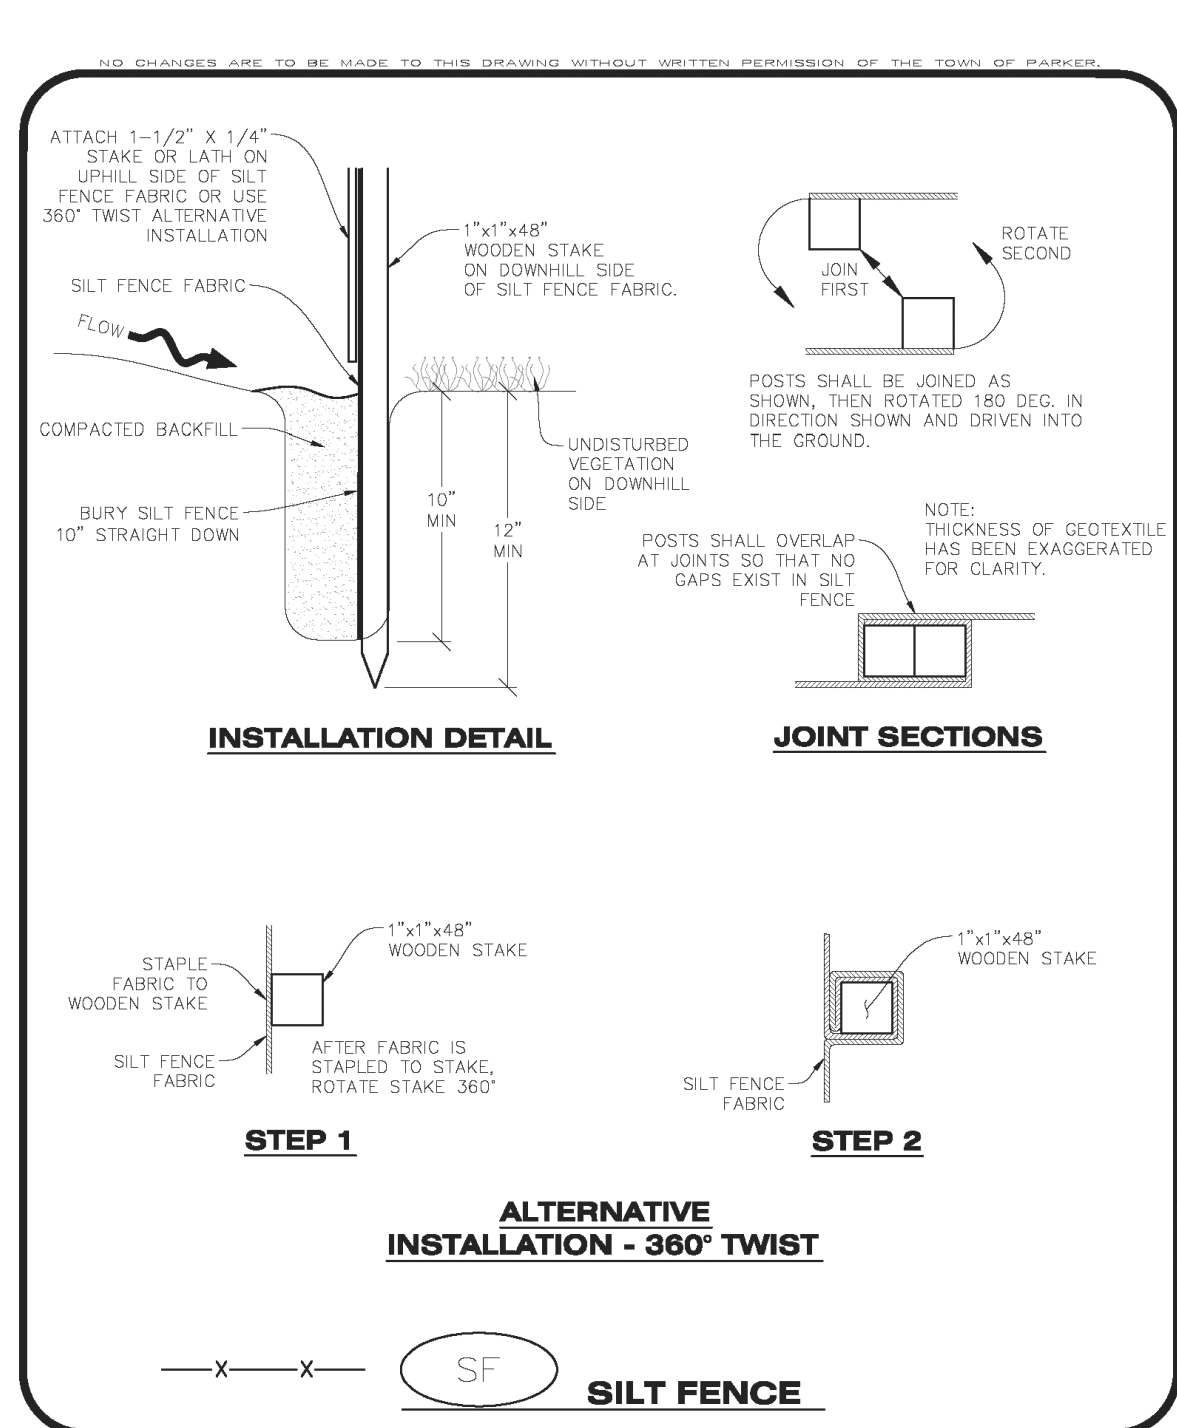 NO CHANGES ARE TO BE MADE TO THIS DRAWING WITHOUT WRITTEN PERMISSION OF THE TOWN OF PARKER.
ATTACH 1-1/2" X 1/4"
STAKE OR LATH ON
UPHILL SIDE OF SILT
FENCE FABRIC OR USE
360° TWIST ALTERNATIVE
INSTALLATION
1"x1"x48"
WOODEN STAKE
ON DOWNHILL SIDE
OF SILT FENCE FABRIC.
SILT FENCE FABRIC
FLOW
COMPACTED BACKFILL
BURY SILT FENCE
10" STRAIGHT DOWN
10"
MIN
12"
MIN
UNDISTURBED
VEGETATION
ON DOWNHILL
SIDE
INSTALLATION DETAIL
JOIN
FIRST
ROTATE
SECOND
POSTS SHALL BE JOINED AS
SHOWN, THEN ROTATED 180 DEG. IN
DIRECTION SHOWN AND DRIVEN INTO
THE GROUND.
NOTE:
THICKNESS OF GEOTEXTILE
HAS BEEN EXAGGERATED
FOR CLARITY.
POSTS SHALL OVERLAP
AT JOINTS SO THAT NO
GAPS EXIST IN SILT
FENCE
JOINT SECTIONS
1"x1"x48"
WOODEN STAKE
STAPLE
FABRIC TO
WOODEN STAKE
SILT FENCE
FABRIC
AFTER FABRIC IS
STAPLED TO STAKE,
ROTATE STAKE 360°
STEP 1
1"x1"x48"
WOODEN STAKE
SILT FENCE
FABRIC
STEP 2
ALTERNATIVE
INSTALLATION - 360° TWIST
X X
SF
SILT FENCE